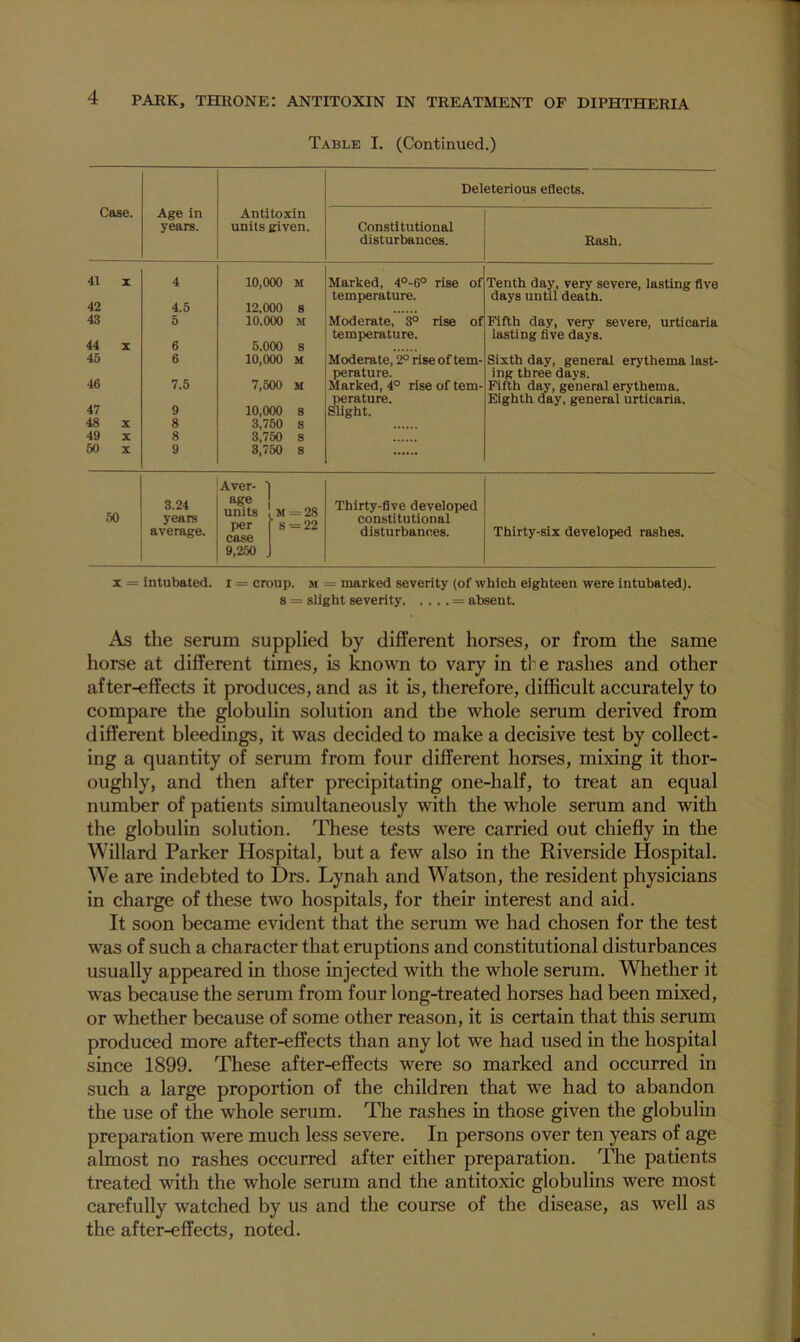 4 PARK, THRONE: ANTITOXIN IN TREATMENT OF DIPHTHERIA
Table I. (Continued.)
Case. Age in years. Antitoxin units given. Deleterious effects.
Constitutional disturbances. Rash.
41 X 4 10,000 M Marked, 4°-6° rise of temperature. Tenth day, very severe, lasting five days until death.
42 4.5 12,000 S ......
43 5 10,000 M Moderate, 3° rise of temperature. Fifth day, very severe, urticaria lasting five days.
44 X 6 5,000 S ......
45 6 10,000 M Moderate, 2° rise of temperature. Sixth day, general erythema lasting three days.
46 7.5 7,500 M Marked, 4° rise of temperature. Fifth day, general erythema.
47 9 10,000 S Slight. Eighth day, general urticaria.
48 X 8 3,750 S ......
49 X 8 3,750 S ......
50 X 9 3,750 S ......
50 3.24 years average. Average units per case 9,250 M = 28 S = 22 Thirty-five developed constitutional disturbances. Thirty-six developed rashes.
X = intubated. I = croup. M = marked severity (of which eighteen were intubated).
S = slight severity. .... = absent.
As the serum supplied by different horses, or from the same
horse at different times, is known to vary in the rashes and other
after-effects it produces, and as it is, therefore, difficult accurately to
compare the globulin solution and the whole serum derived from
different bleedings, it was decided to make a decisive test by collect-
ing a quantity of serum from four different horses, mixing it thor-
oughly, and then after precipitating one-half, to treat an equal
number of patients simultaneously with the whole serum and with
the globulin solution. These tests were carried out chiefly in the
Willard Parker Hospital, but a few also in the Riverside Hospital.
We are indebted to Drs. Lynah and Watson, the resident physicians
in charge of these two hospitals, for their interest and aid.
It soon became evident that the serum we had chosen for the test
was of such a character that eruptions and constitutional disturbances
usually appeared in those injected with the whole serum. Whether it
was because the serum from four long-treated horses had been mixed,
or whether because of some other reason, it is certain that this serum
produced more after-effects than any lot we had used in the hospital
since 1899. These after-effects were so marked and occurred in
such a large proportion of the children that we had to abandon
the use of the whole serum. The rashes in those given the globulin
preparation were much less severe. In persons over ten years of age
almost no rashes occurred after either preparation. The patients
treated with the whole serum and the antitoxic globulins were most
carefully watched by us and the course of the disease, as well as
the after-effects, noted.